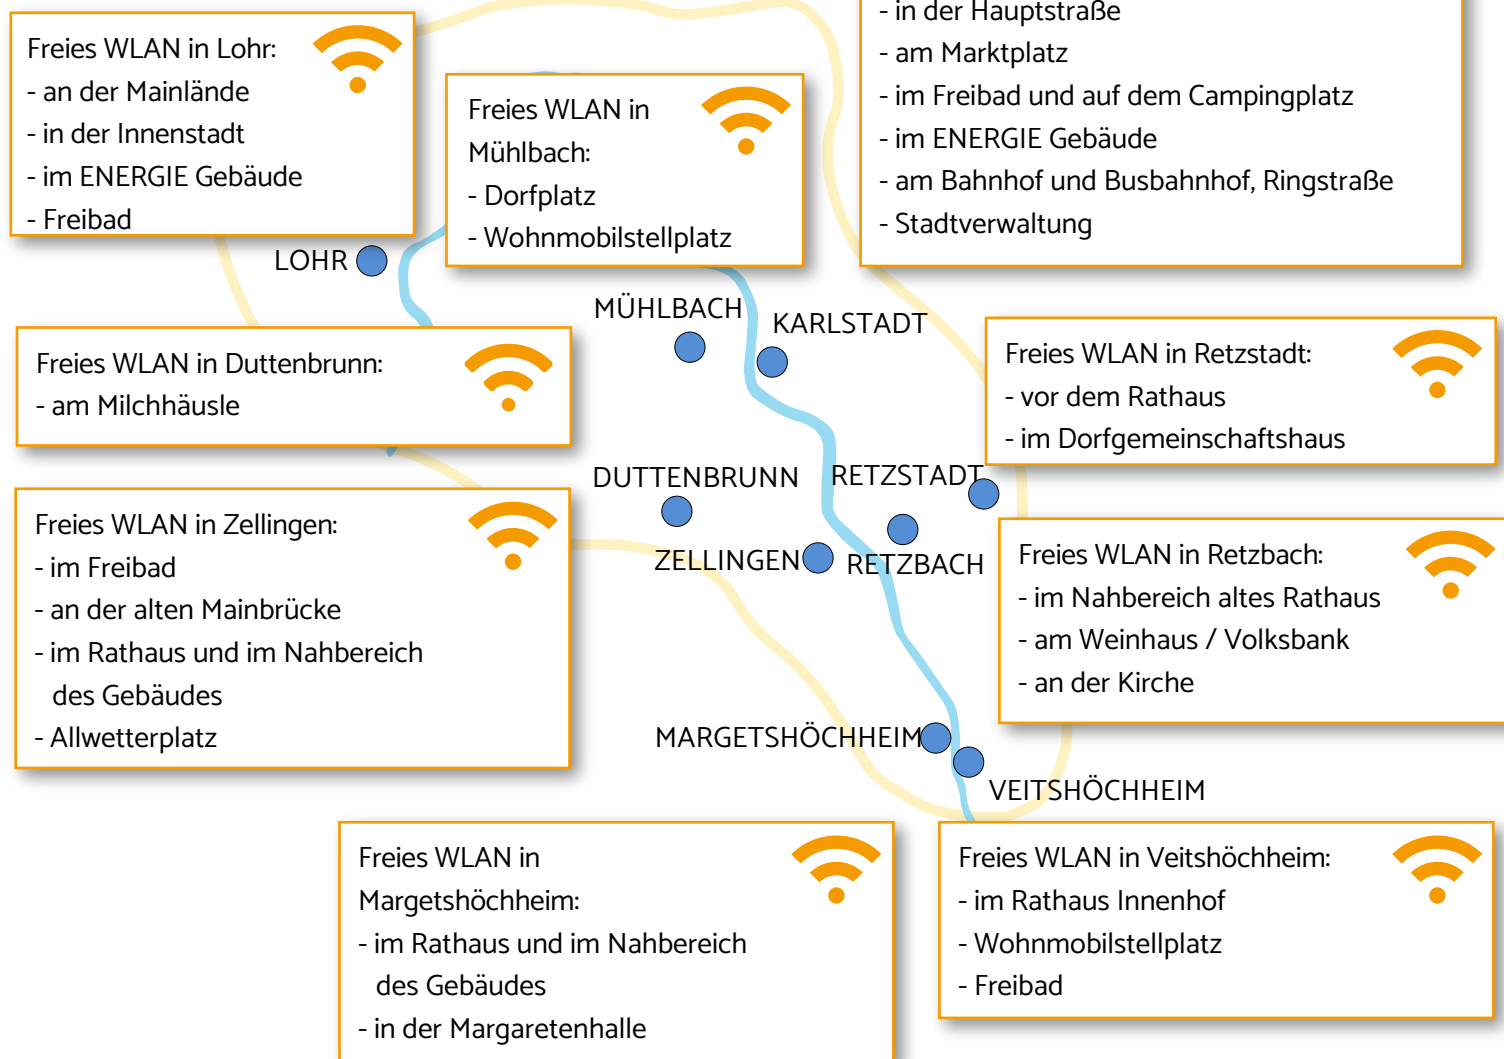 Freies WLAN in Lohr:
- an der Mainlände
- in der Innenstadt
- im ENERGIE Gebäude
- Freibad
Freies WLAN in
Mühlbach:
- Dorfplatz
- Wohnmobilstellplatz
- in der Hauptstraße
- am Marktplatz
- im Freibad und auf dem Campingplatz
- im ENERGIE Gebäude
- am Bahnhof und Busbahnhof, Ringstraße
- Stadtverwaltung
LOHR
MÜHLBACH
KARLSTADT
Freies WLAN in Duttenbrunn:
- am Milchhäusle
Freies WLAN in Retzstadt:
- vor dem Rathaus
- im Dorfgemeinschaftshaus
DUTTENBRUNN
RETZSTADT
ZELLINGEN
RETZBACH
Freies WLAN in Zellingen:
- im Freibad
- an der alten Mainbrücke
- im Rathaus und im Nahbereich
des Gebäudes
- Allwetterplatz
Freies WLAN in Retzbach:
- im Nahbereich altes Rathaus
- am Weinhaus / Volksbank
- an der Kirche
MARGETSHÖCHHEIM
VEITSHÖCHHEIM
Freies WLAN in
Margetshöchheim:
- im Rathaus und im Nahbereich
des Gebäudes
- in der Margaretenhalle
Freies WLAN in Veitshöchheim:
- im Rathaus Innenhof
- Wohnmobilstellplatz
- Freibad